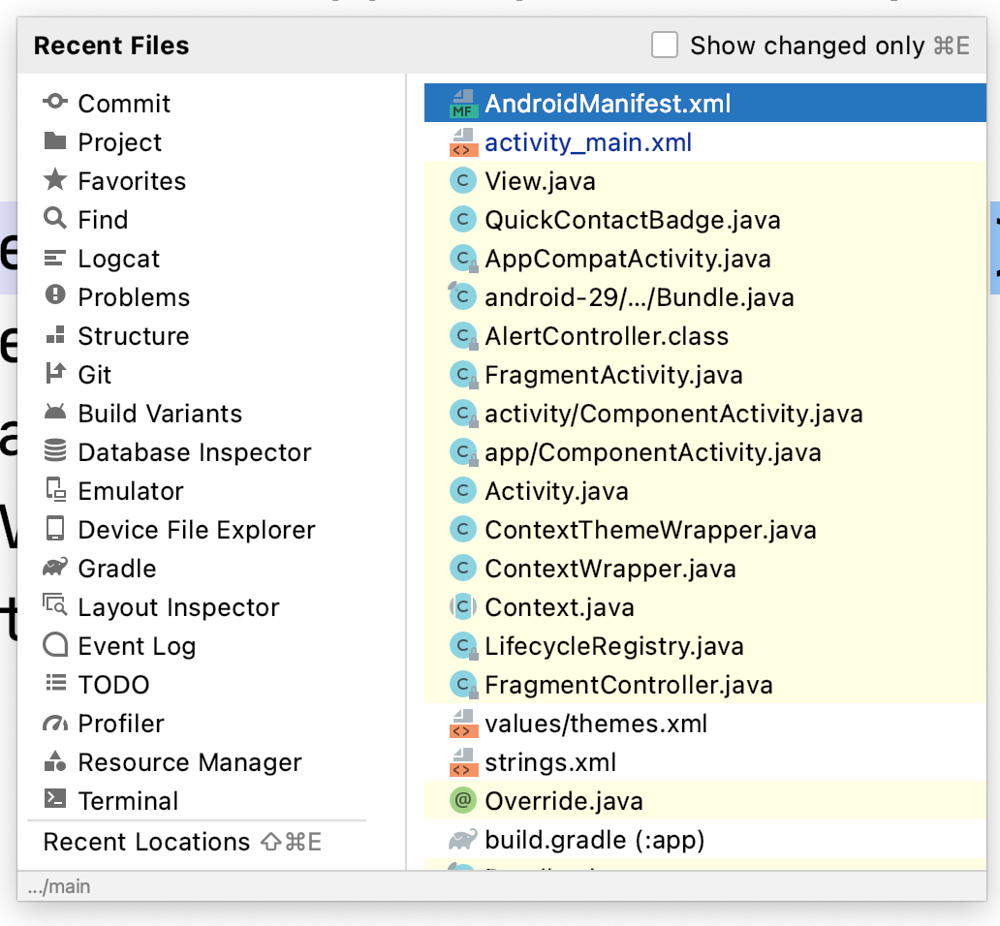 Recent Files
Show changed only ⌘E
Commit
Project
Favorites
Find
Logcat
Problems
Structure
Git
Build Variants
Database Inspector
Emulator
Device File Explorer
Gradle
Layout Inspector
Event Log
TODO
Profiler
Resource Manager
Terminal
Recent Locations ⇧⌘E
AndroidManifest.xml
activity_main.xml
View.java
QuickContactBadge.java
AppCompatActivity.java
android-29/.../Bundle.java
AlertController.class
FragmentActivity.java
activity/ComponentActivity.java
app/ComponentActivity.java
Activity.java
ContextThemeWrapper.java
ContextWrapper.java
Context.java
LifecycleRegistry.java
FragmentController.java
values/themes.xml
strings.xml
Override.java
build.gradle (:app)
.../main